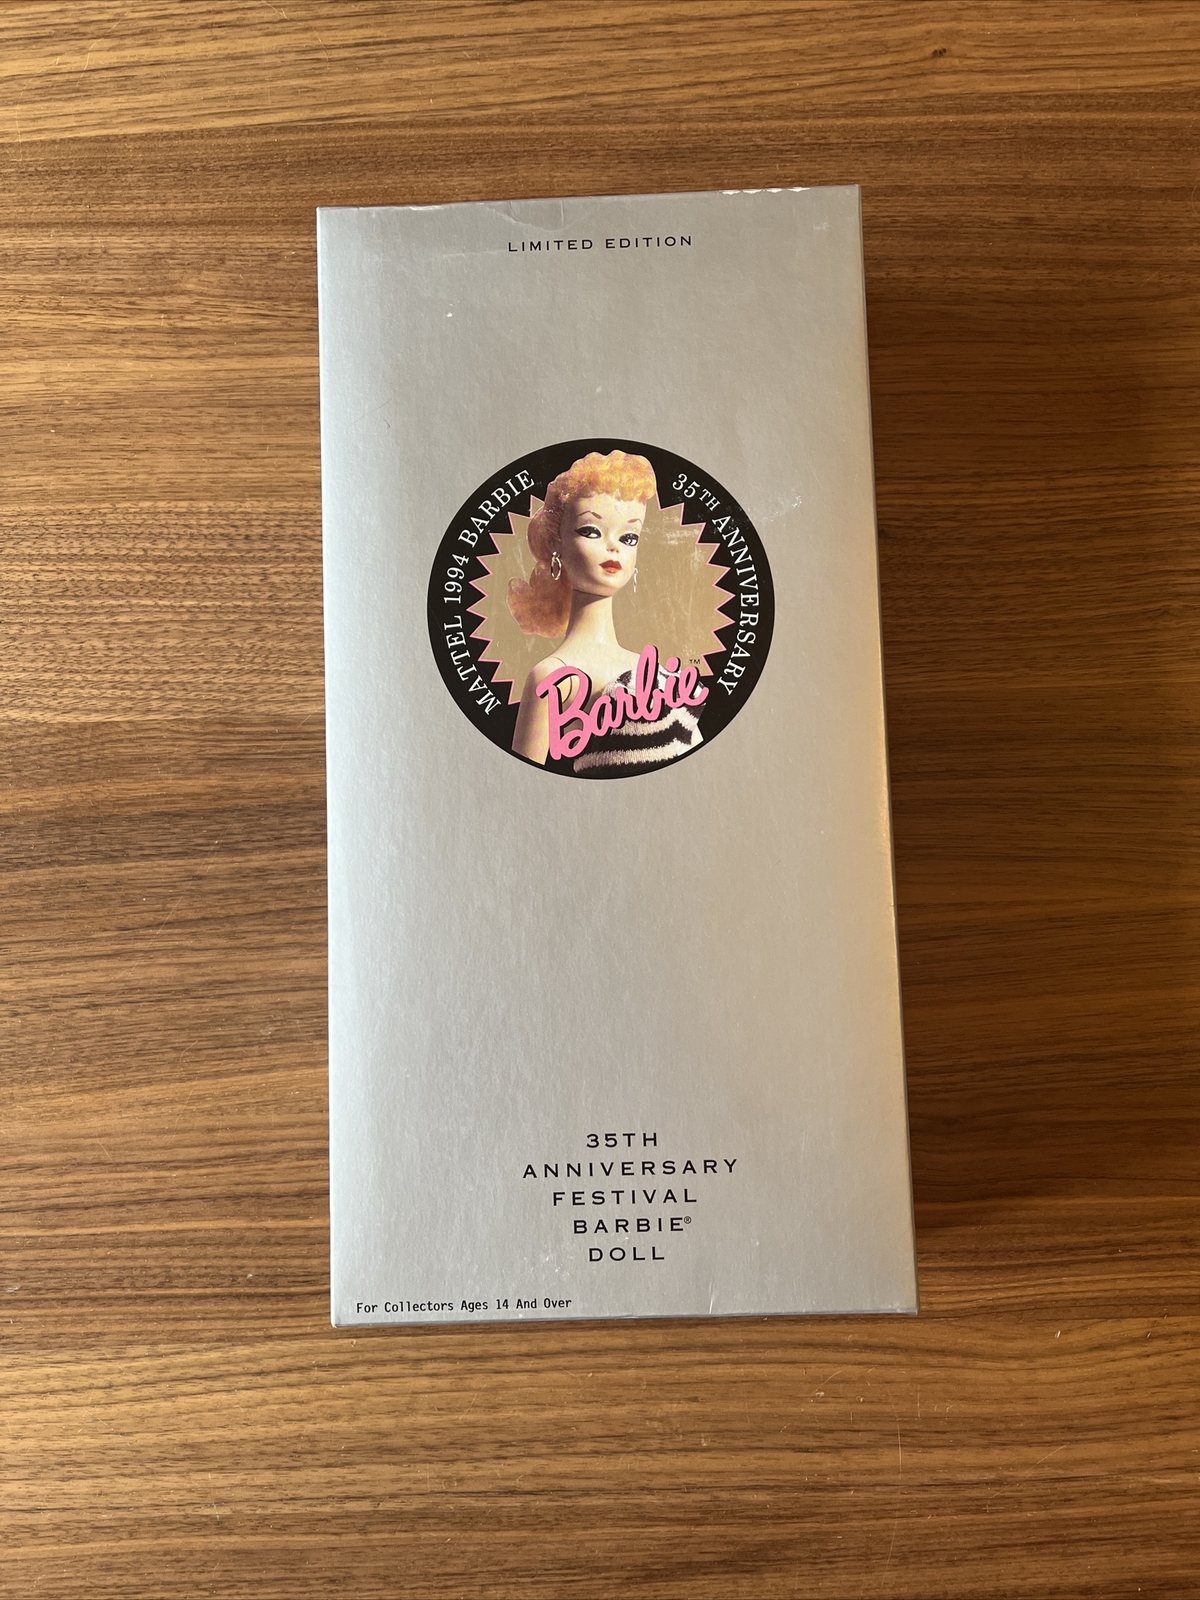 LIMITED EDITION
MATTEL 1994 BARBIE
35TH ANNIVERSARY
Barbie™
35TH
ANNIVERSARY
FESTIVAL
BARBIE®
DOLL
For Collectors Ages 14 And Over